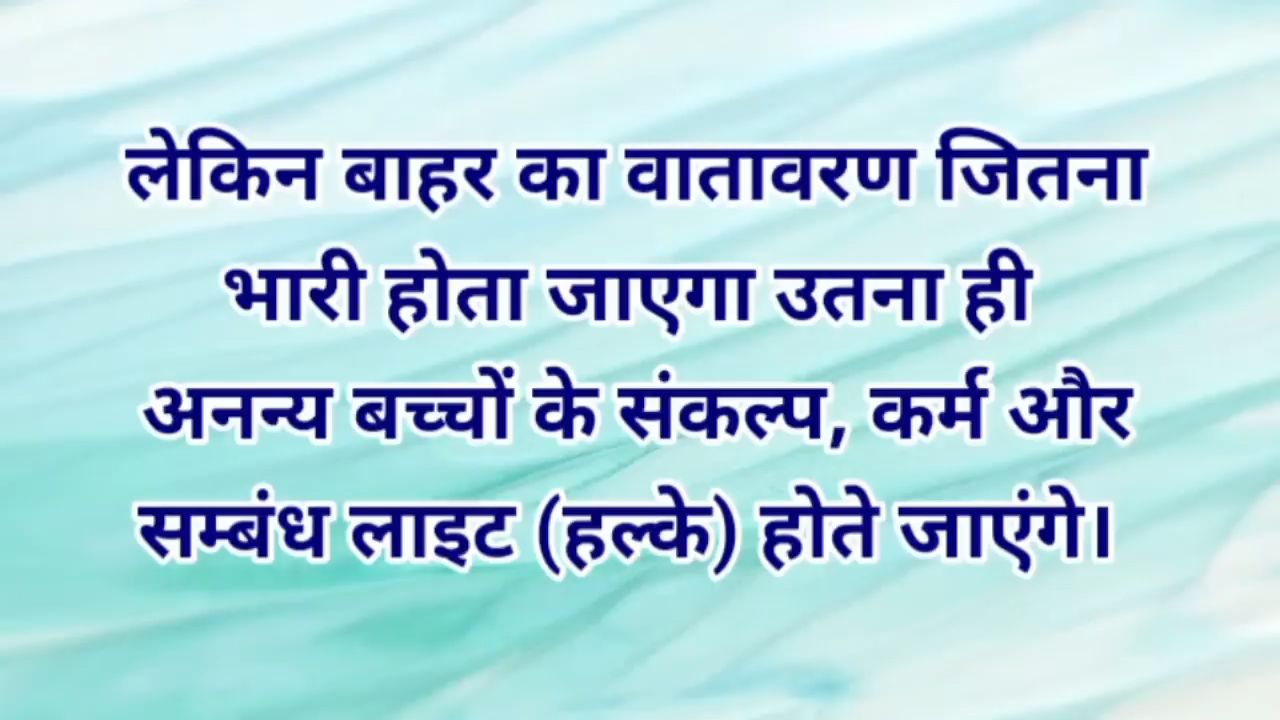 लेकिन बाहर का वातावरण जितना
भारी होता जाएगा उतना ही
अनन्य बच्चों के संकल्प, कर्म और
सम्बंध लाइट (हल्के) होते जाएंगे।